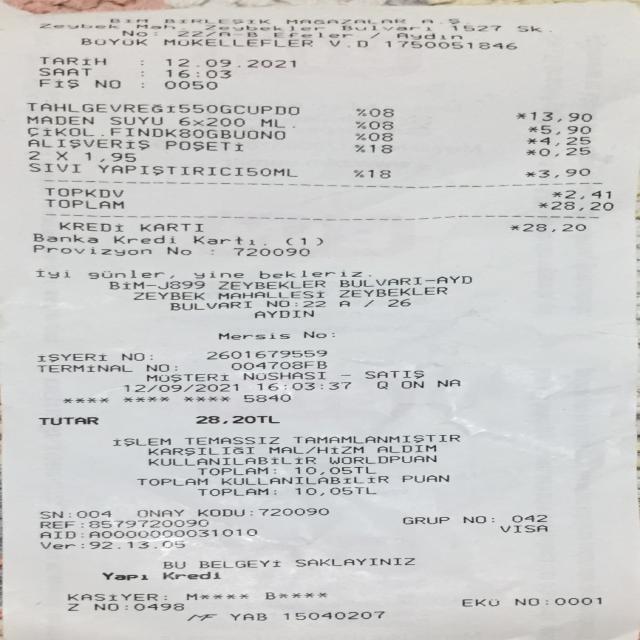 BİM BİRLEŞİK MAĞAZALAR A.Ş.
Zeybek Mah. Zeybekler Bulvarı 1527 Sk.
No: 22/A-B Efeler / Aydın
BÜYÜK MÜKELLEFLER V.D 1750051846
TARİH : 12.09.2021
SAAT : 16:03
FİŞ NO : 0050
TAHLGEVREĞİ550GCUPDO %08 *13,90
MADEN SUYU 6x200 ML. %08 *5,90
ÇİKOL.FINDK80GBUONO %08 *4,25
ALIŞVERİŞ POŞETİ %18 *0,25
2 X 1,95
SIVI YAPIŞTIRICI50ML %18 *3,90
TOPKDV *2,41
TOPLAM *28,20
KREDİ KARTI *28,20
Banka Kredi Kartı. (1)
Provizyon No : 720090
İyi günler, yine bekleriz.
BİM-J899 ZEYBEKLER BULVARI-AYD
ZEYBEK MAHALLESİ ZEYBEKLER
BULVARI NO:22 A / 26
AYDIN
Mersis No:
İŞYERİ NO: 2601679559
TERMİNAL NO: 004708FB
MÜŞTERİ NÜSHASI - SATIŞ
12/09/2021 16:03:37 Q ON NA
**** **** **** 5840
TUTAR 28,20TL
İŞLEM TEMASSIZ TAMAMLANMIŞTIR
KARŞILIĞI MAL/HİZM ALDIM
KULLANILABİLİR WORLDPUAN
TOPLAM: 10,05TL
TOPLAM KULLANILABİLİR PUAN
TOPLAM: 10,05TL
SN:004 ONAY KODU:720090
REF:8579720090 GRUP NO: 042
AID:A0000000031010 VISA
Ver:92.13.05
BU BELGEYİ SAKLAYINIZ
Yapı Kredi
KASİYER: M**** B****
Z NO:0498 EKÜ NO:0001
MF YAB 15040207